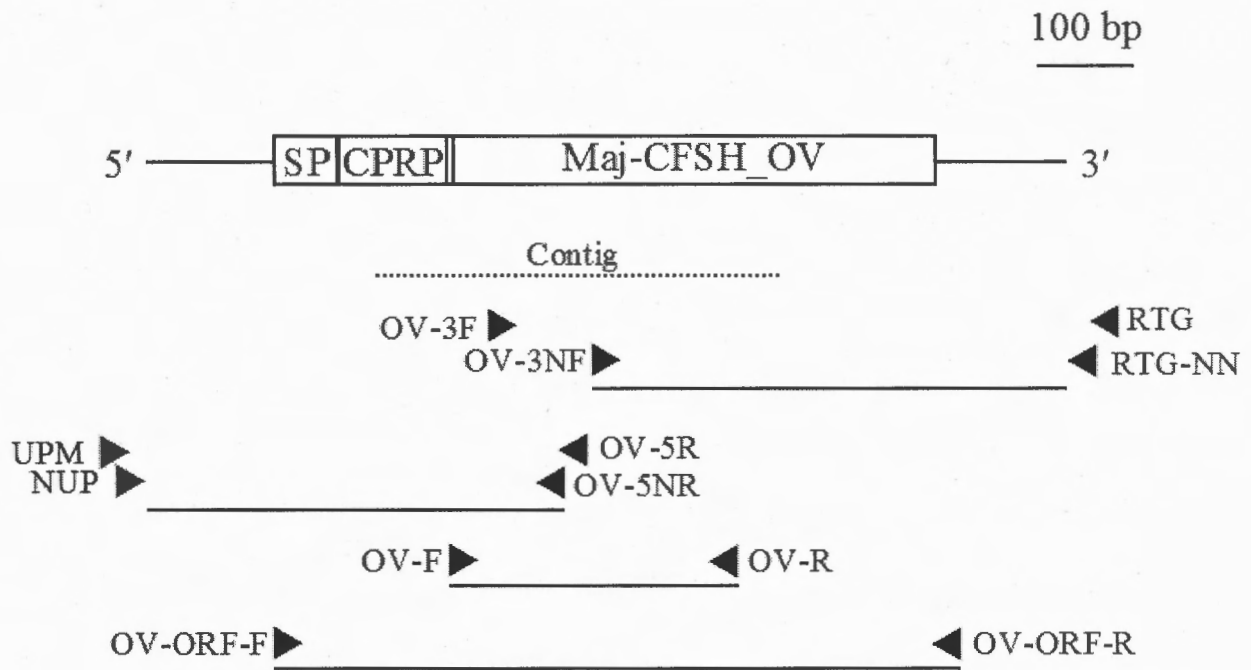 100 bp
5′ SP CPRP Maj-CFSH_OV 3′
Contig
OV-3F RTG
OV-3NF RTG-NN
UPM OV-5R
NUP OV-5NR
OV-F OV-R
OV-ORF-F OV-ORF-R